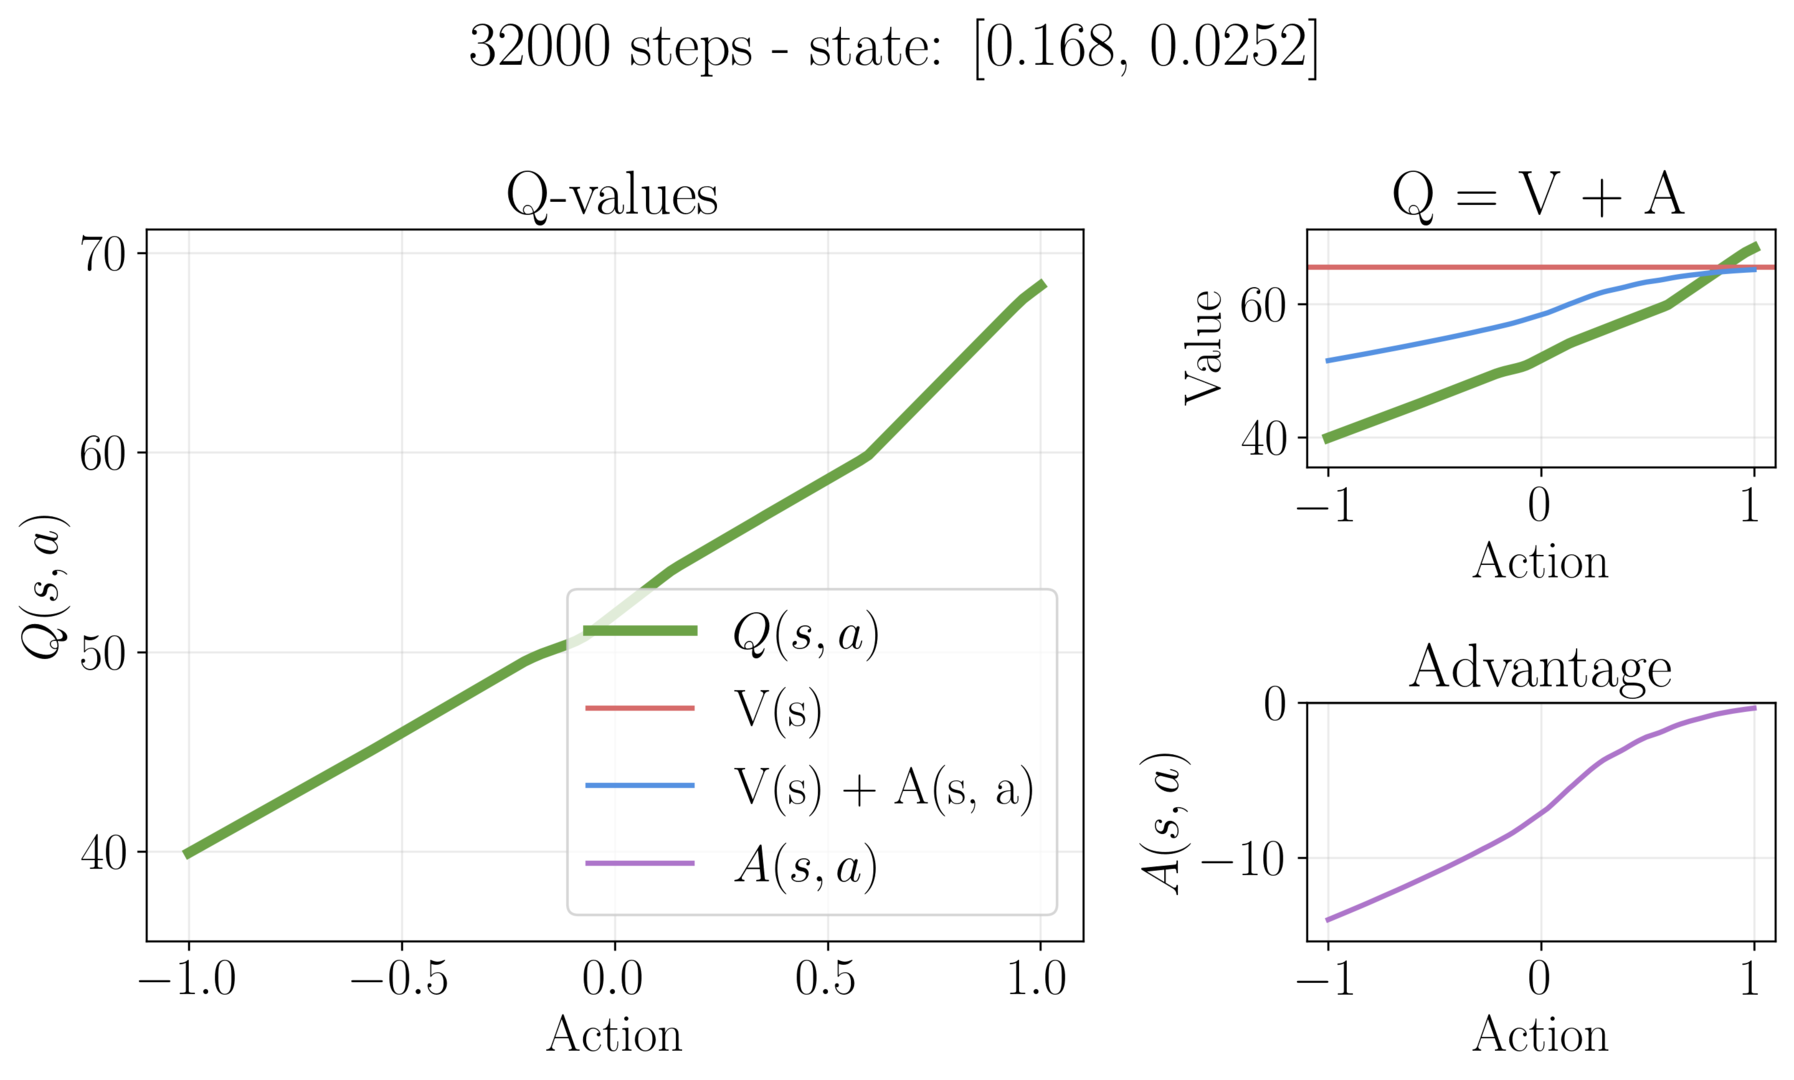 32000 steps - state: [0.168, 0.0252]
Q-values
70
60
50
40
Q(s, a)
−1.0
−0.5
0.0
0.5
1.0
Action
Q(s, a)
V(s)
V(s) + A(s, a)
A(s, a)
Q = V + A
Value
60
40
−1
0
1
Action
Advantage
A(s, a)
0
−10
−1
0
1
Action